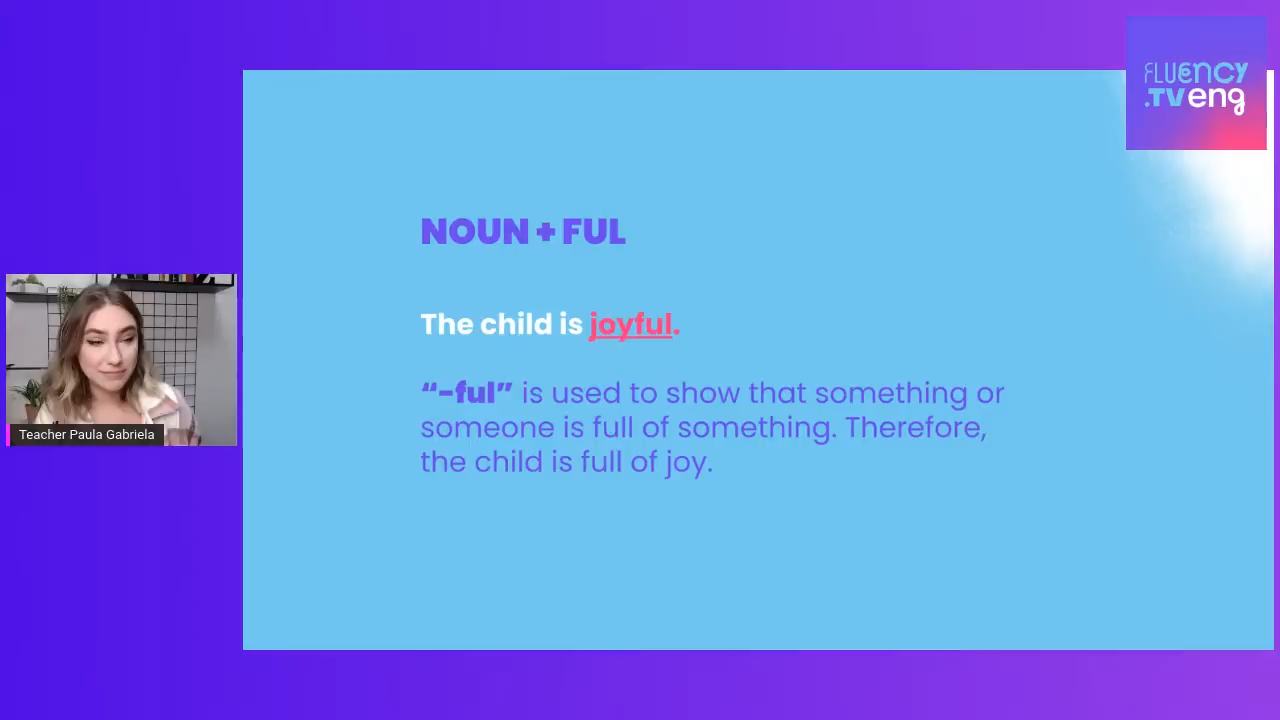 FLUENCY
.TV eng
NOUN + FUL
The child is joyful.
“-ful” is used to show that something or
someone is full of something. Therefore,
the child is full of joy.
Teacher Paula Gabriela